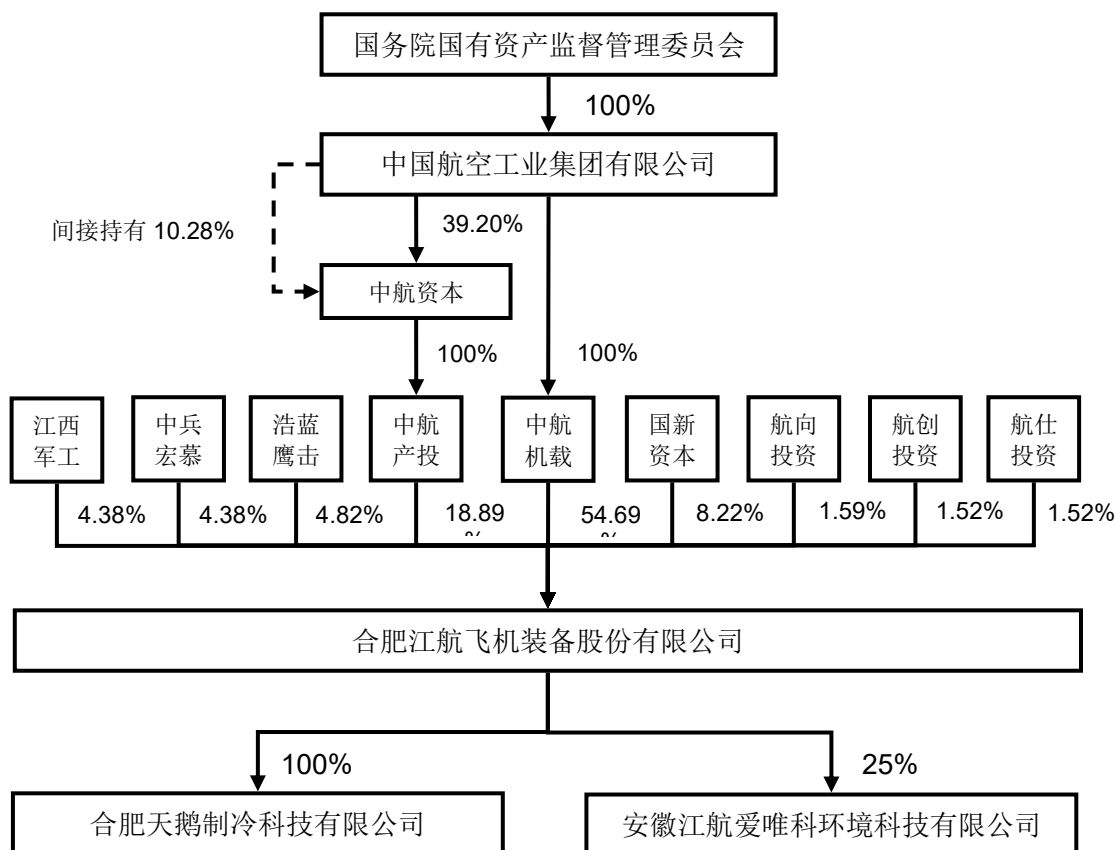 国务院国有资产监督管理委员会
100%
中国航空工业集团有限公司
间接持有 10.28%
39.20%
中航资本
100%
100%
江西
军工
中兵
宏慕
浩蓝
鹰击
中航
产投
中航
机载
国新
资本
航向
投资
航创
投资
航仕
投资
4.38%
4.38%
4.82%
18.89
%
54.69
%
8.22%
1.59%
1.52%
1.52%
合肥江航飞机装备股份有限公司
100%
25%
合肥天鹅制冷科技有限公司
安徽江航爱唯科环境科技有限公司